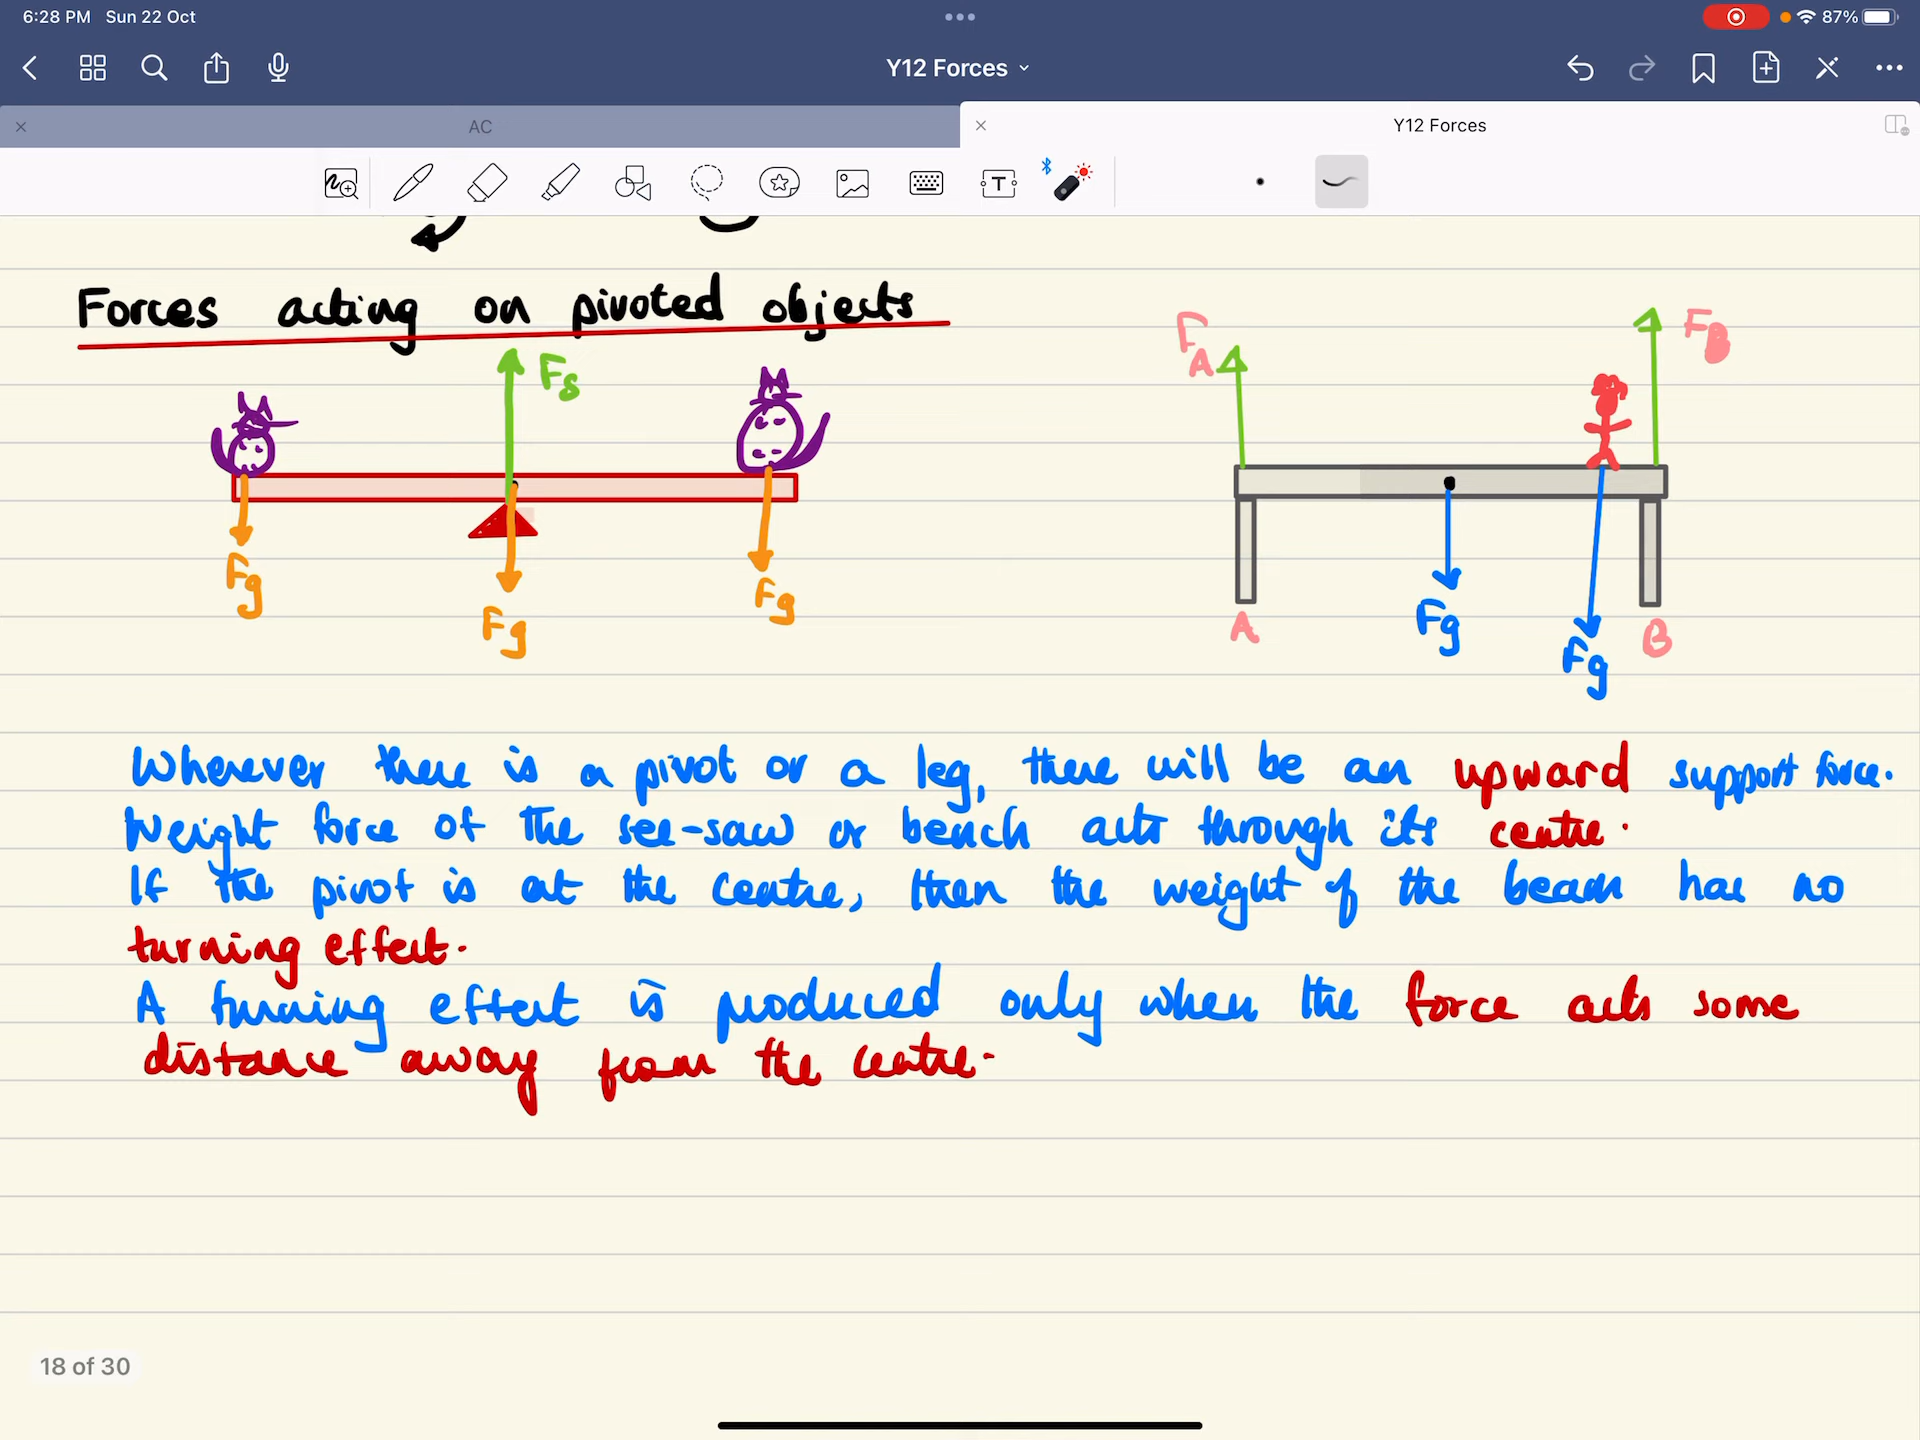 6:28 PM Sun 22 Oct
87%
Y12 Forces
AC
Y12 Forces
T
Forces acting on pivoted objects
Fs
Fg
Fg
Fg
FA
FB
A
Fg
Fg
B
Wherever there is a pivot or a leg, there will be an upward support force.
Weight force of the see-saw or bench acts through its centre.
If the pivot is at the centre, then the weight of the beam has no
turning effect.
A turning effect is produced only when the force acts some
distance away from the centre.
18 of 30